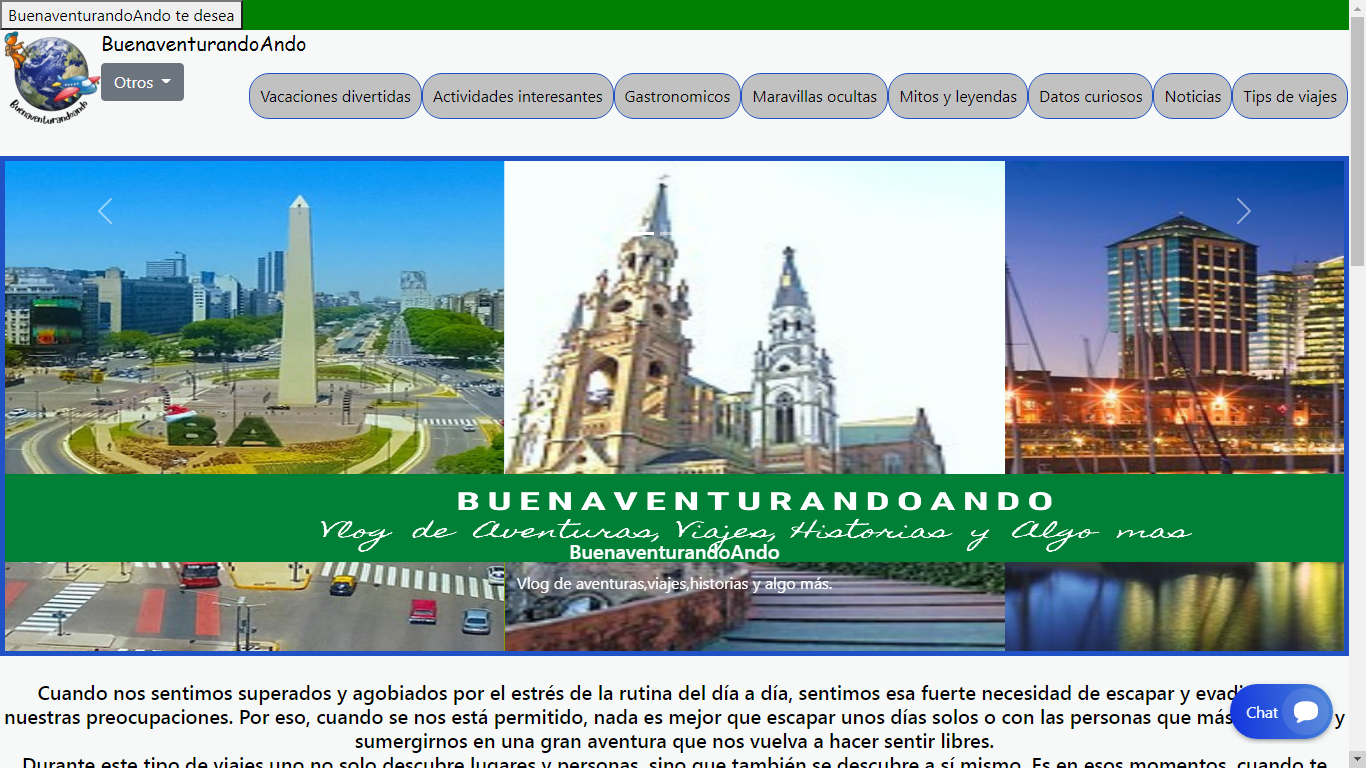 BuenaventurandoAndo te desea
BuenaventurandoAndo
Buenaventurandoando
Otros
Vacaciones divertidas
Actividades interesantes
Gastronomicos
Maravillas ocultas
Mitos y leyendas
Datos curiosos
Noticias
Tips de viajes
BA
BUENAVENTURANDOANDO
Vlog de Aventuras, Viajes, Historias y Algo mas
BuenaventurandoAndo
Vlog de aventuras,viajes,historias y algo más.
Cuando nos sentimos superados y agobiados por el estrés de la rutina del día a día, sentimos esa fuerte necesidad de escapar y
nuestras preocupaciones. Por eso, cuando se nos está permitido, nada es mejor que escapar unos días solos o con las personas que más y
sumergirnos en una gran aventura que nos vuelva a hacer sentir libres.
Durante este tipo de viajes uno no solo descubre lugares y personas, sino que también se descubre a sí mismo. Es en esos momentos, cuando te
Chat